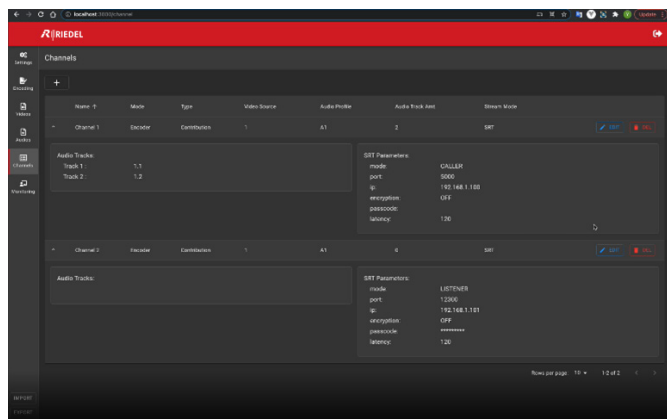 localhost:3000/channel
Update
RIEDEL
Settings
Channels
Encoding
Videos
Audios
Channels
Monitoring
Name Mode Type Video Source Audio Profile Audio Track Amt Stream Mode
Channel 1 Encoder Contribution 1 A1 2 SRT EDIT DEL
Audio Tracks:
Track 1 : 1.1
Track 2 : 1.2
SRT Parameters:
mode: CALLER
port: 5000
ip: 192.168.1.100
encryption: OFF
passcode:
latency: 120
Channel 2 Encoder Contribution 1 A1 0 SRT EDIT DEL
Audio Tracks:
SRT Parameters:
mode: LISTENER
port: 12300
ip: 192.168.1.101
encryption: OFF
passcode: ********
latency: 120
Rows per page: 10 1-2 of 2
IMPORT
EXPORT